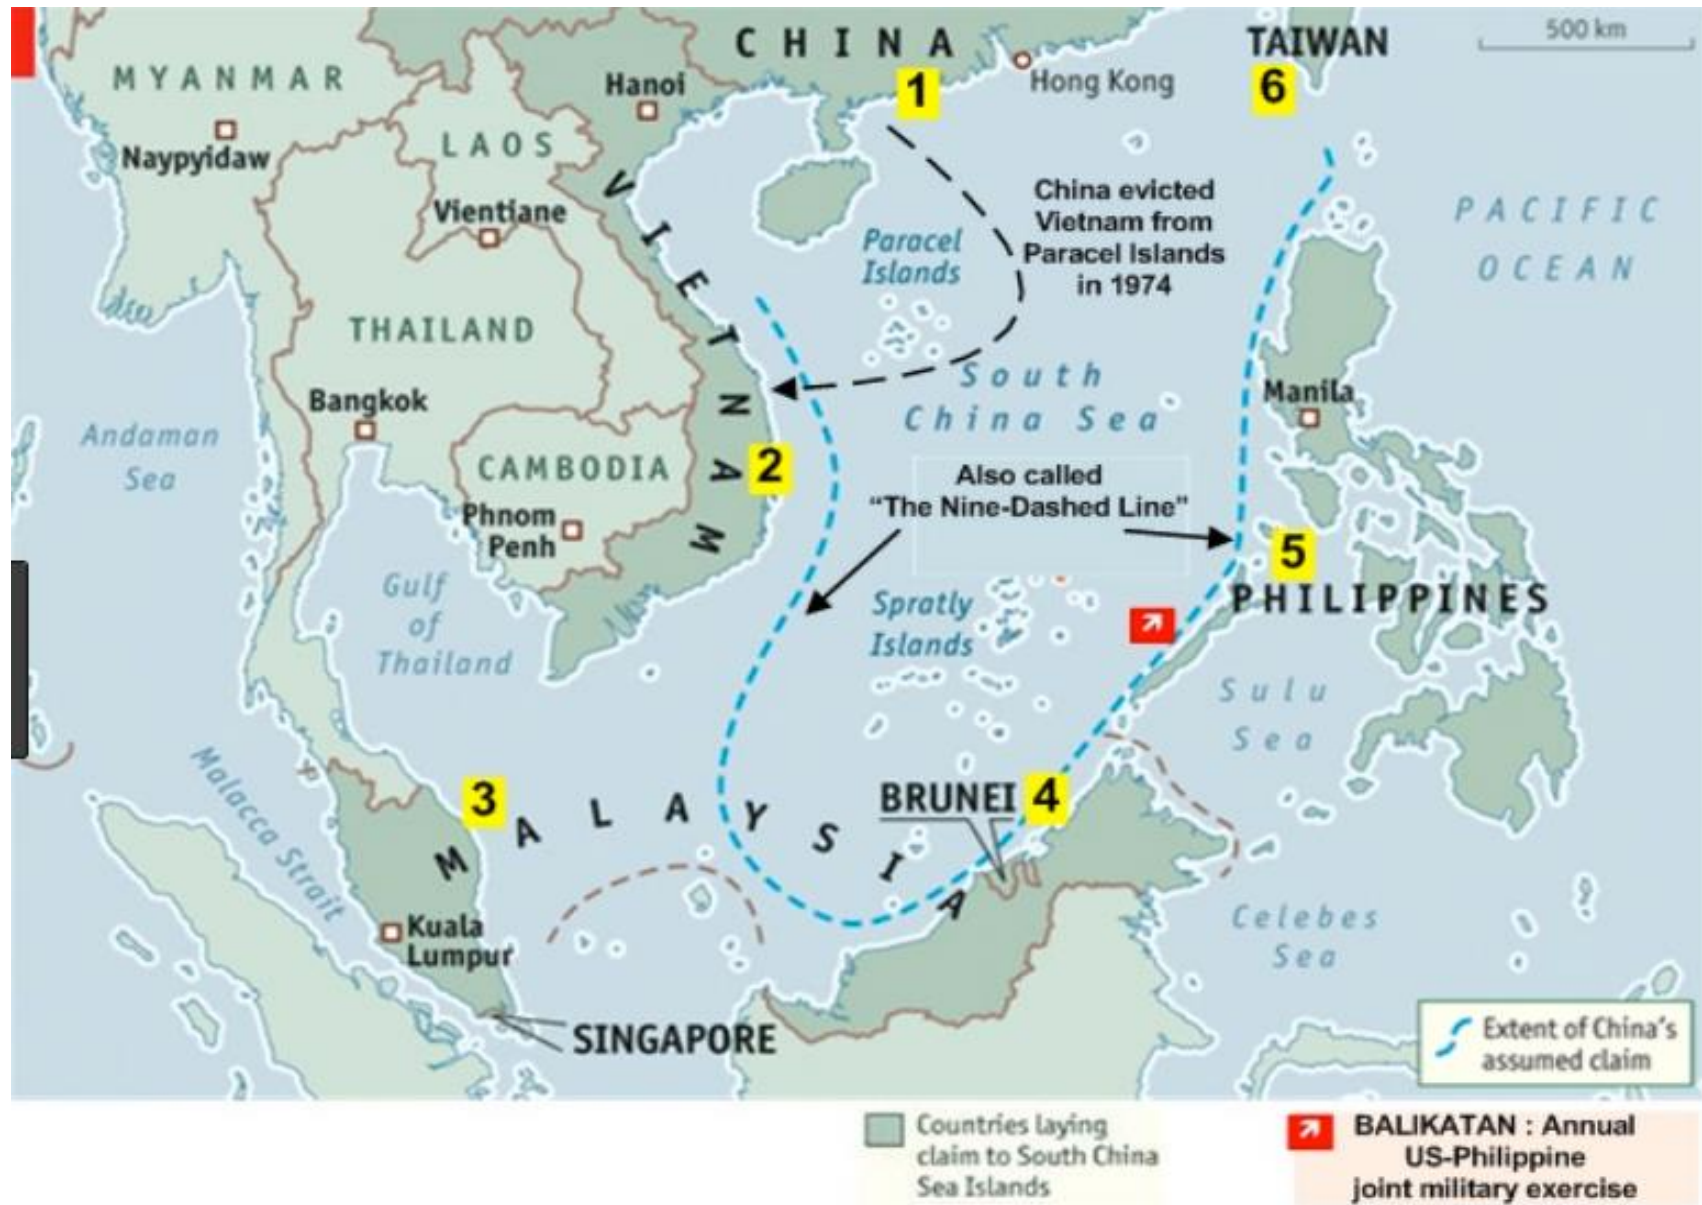 CHINA
TAIWAN
500 km
MYANMAR
Hanoi
1
Hong Kong
6
Naypyidaw
LAOS
VIETNAM
Vientiane
China evicted
Vietnam from
Paracel Islands
in 1974
PACIFIC
OCEAN
Paracel
Islands
THAILAND
South
China Sea
Manila
Bangkok
Andaman
Sea
CAMBODIA
2
Also called
“The Nine-Dashed Line”
Phnom
Penh
5
PHILIPPINES
Gulf
of
Thailand
Spratly
Islands
Sulu
Sea
Malacca Strait
3
MALAYSIA
BRUNEI
4
Kuala
Lumpur
Celebes
Sea
SINGAPORE
Extent of China's
assumed claim
Countries laying
claim to South China
Sea Islands
BALIKATAN : Annual
US-Philippine
joint military exercise